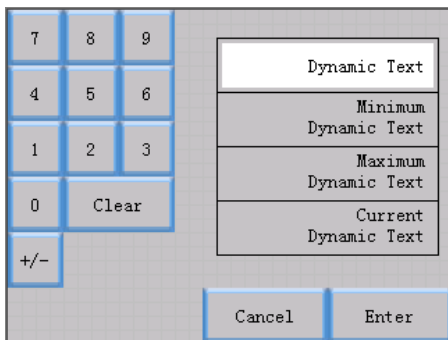 7 8 9
4 5 6
1 2 3
0 Clear
+/-
Dynamic Text
Minimum
Dynamic Text
Maximum
Dynamic Text
Current
Dynamic Text
Cancel Enter